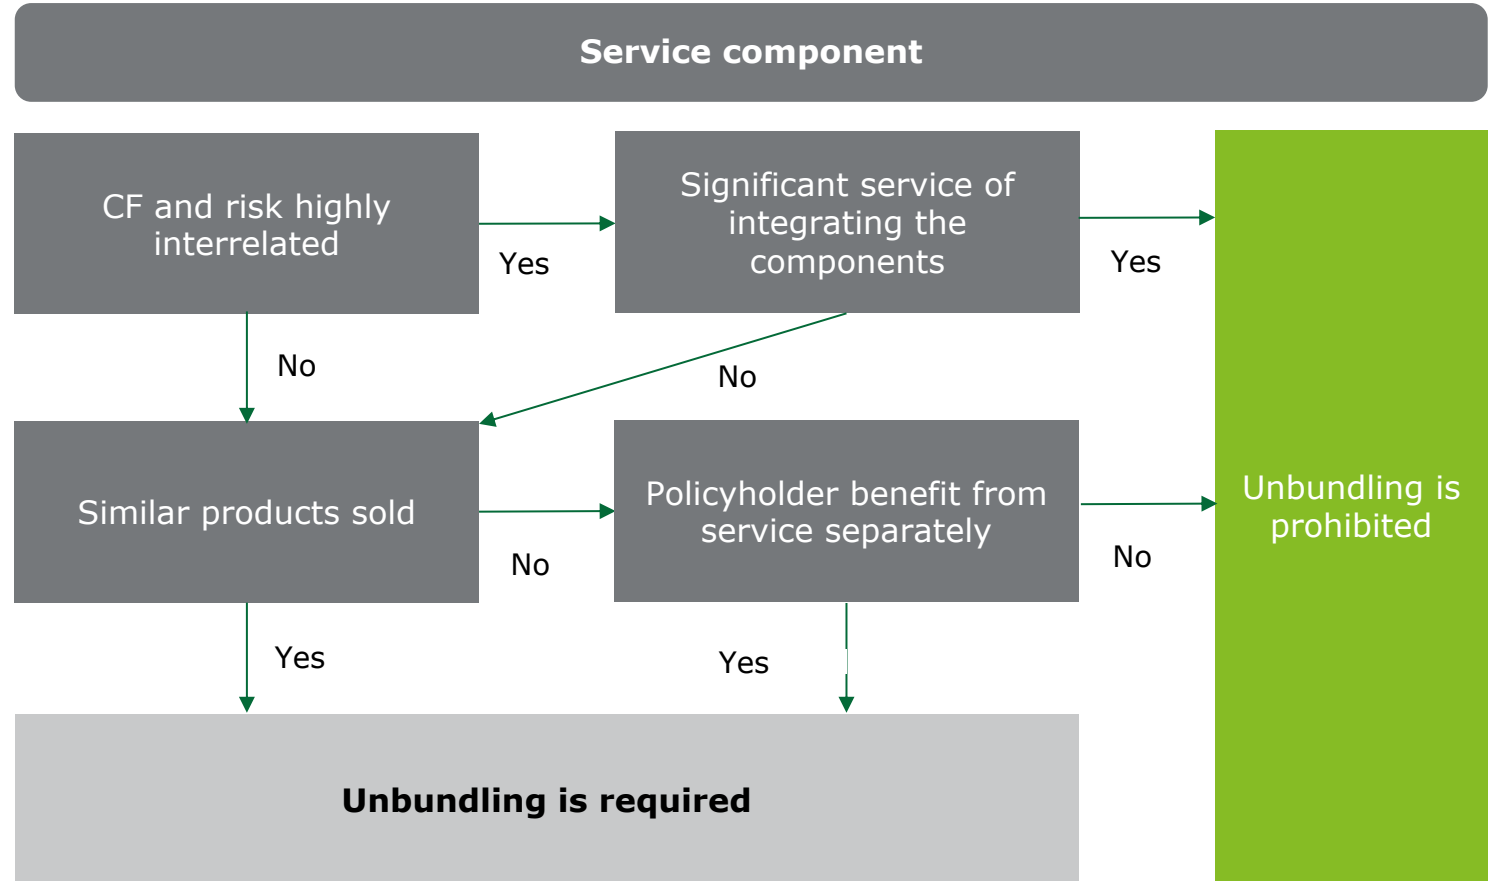 Service component
CF and risk highly
interrelated
Yes
Significant service of
integrating the
components
Yes
No
No
Similar products sold
No
Policyholder benefit from
service separately
No
Unbundling is
prohibited
Yes
Yes
Unbundling is required